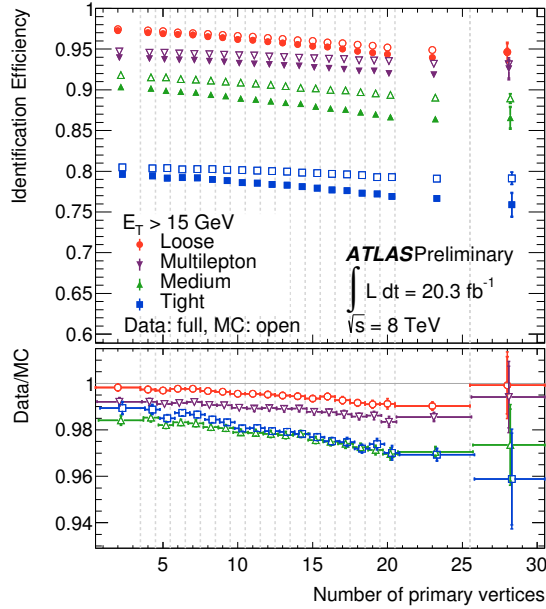 Identification Efficiency
1
0.95
0.9
0.85
0.8
0.75
0.7
0.65
0.6
E_T > 15 GeV
Loose
Multilepton
Medium
Tight
Data: full, MC: open
ATLAS Preliminary
∫ L dt = 20.3 fb⁻¹
√s = 8 TeV
Data/MC
1
0.98
0.96
0.94
5 10 15 20 25 30
Number of primary vertices